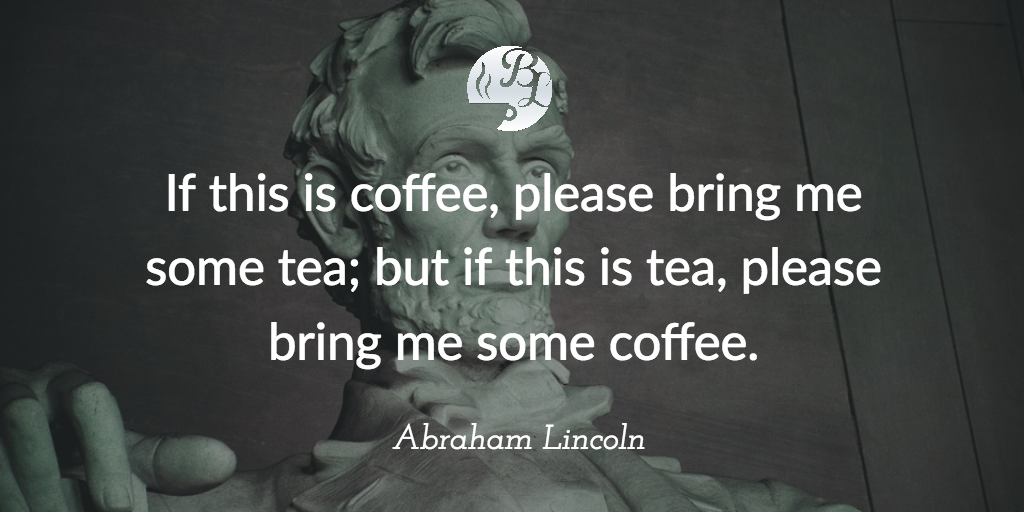 BL
If this is coffee, please bring me
some tea; but if this is tea, please
bring me some coffee.
Abraham Lincoln